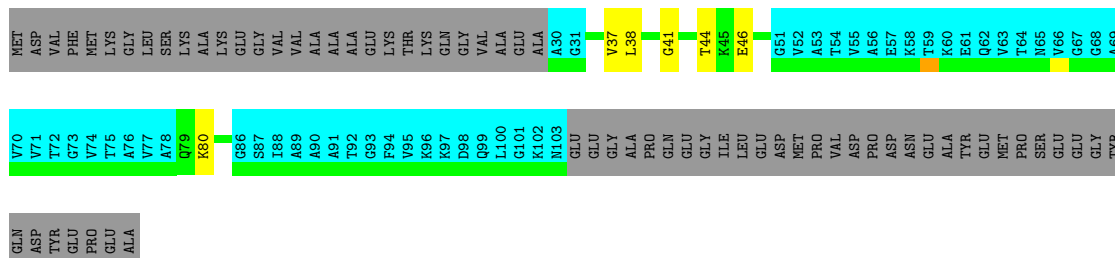 MET ASP VAL PHE MET LYS GLY LEU SER LYS ALA LYS GLU GLY VAL VAL ALA ALA ALA GLU LYS THR LYS GLN GLY VAL ALA GLU ALA A30 G31 V37 L38 G41 T44 K45 E46 G51 V52 A53 T54 V55 A56 E57 K58 T59 K60 E61 Q62 V63 T64 N65 V66 G67 G68 A69
V70 V71 T72 G73 V74 T75 A76 V77 A78 Q79 K80 G86 S87 I88 A89 A90 A91 T92 G93 F94 V95 K96 K97 D98 Q99 L100 G101 K102 N103 GLU GLU GLY ALA PRO GLN GLU GLY ILE LEU GLU ASP MET PRO VAL ASP PRO ASP ASN GLU ALA TYR GLU MET PRO SER GLU GLU GLY TYR
GLN ASP TYR GLU PRO GLU ALA